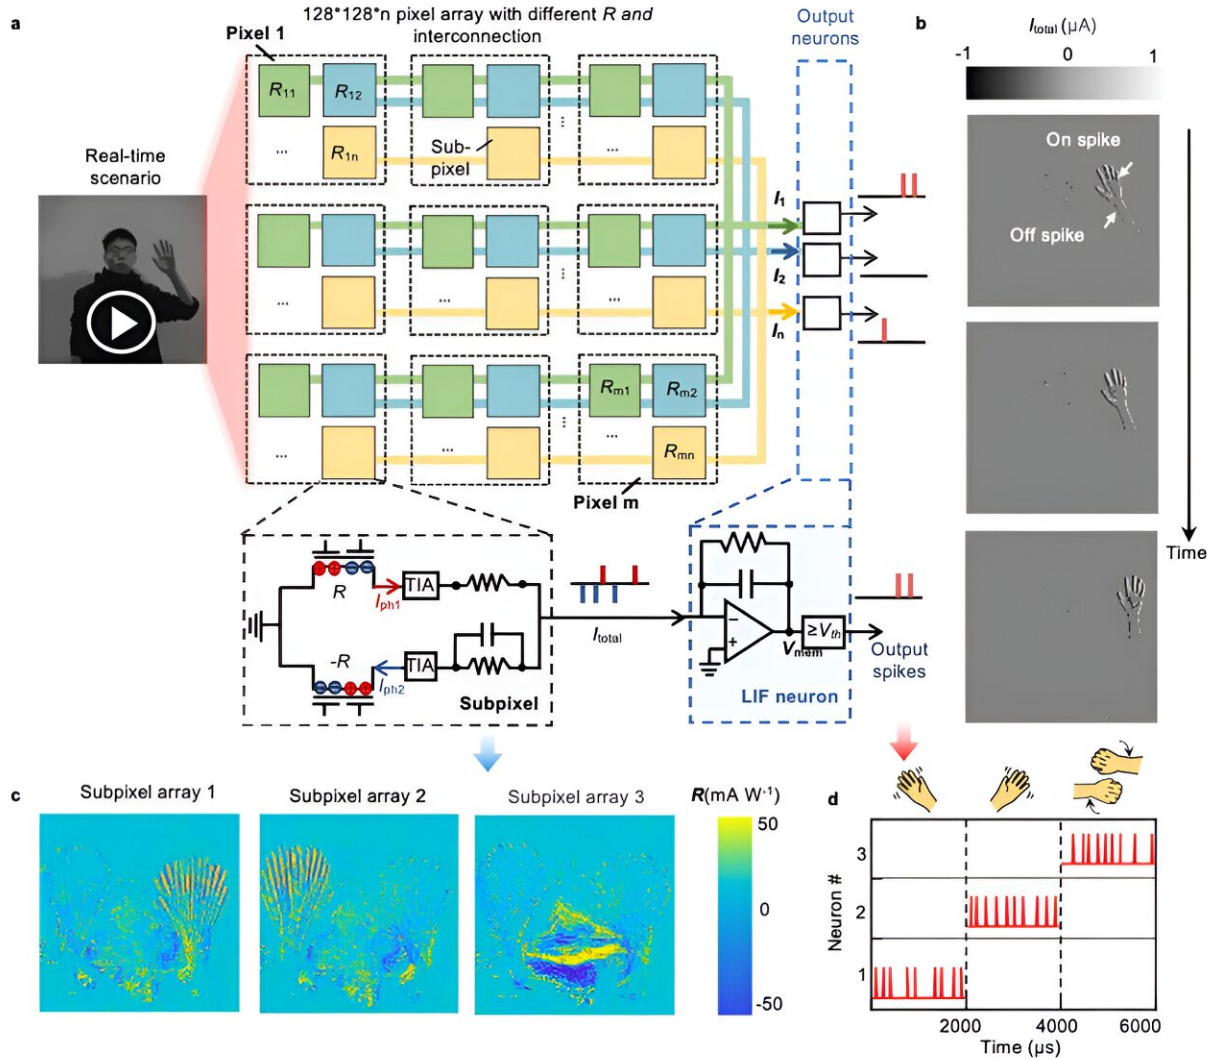 a
128*128*n pixel array with different R and
interconnection
Pixel 1
Output
neurons
b
I total (μA)
-1 0 1
R11 R12
... R1n
Sub-
pixel
...
...
Real-time
scenario
On spike
Off spike
I1
I2
In
...
...
...
...
Rm1 Rm2
... ... Rmn
...
Pixel m
Time
R
Iph1
TIA
-R
Iph2
TIA
Subpixel
Itotal
− +
Vmem
≥Vth
Output
spikes
LIF neuron
c
Subpixel array 1 Subpixel array 2 Subpixel array 3
R(mA W-1)
50
0
-50
d
Neuron #
3
2
1
2000 4000 6000
Time (μs)